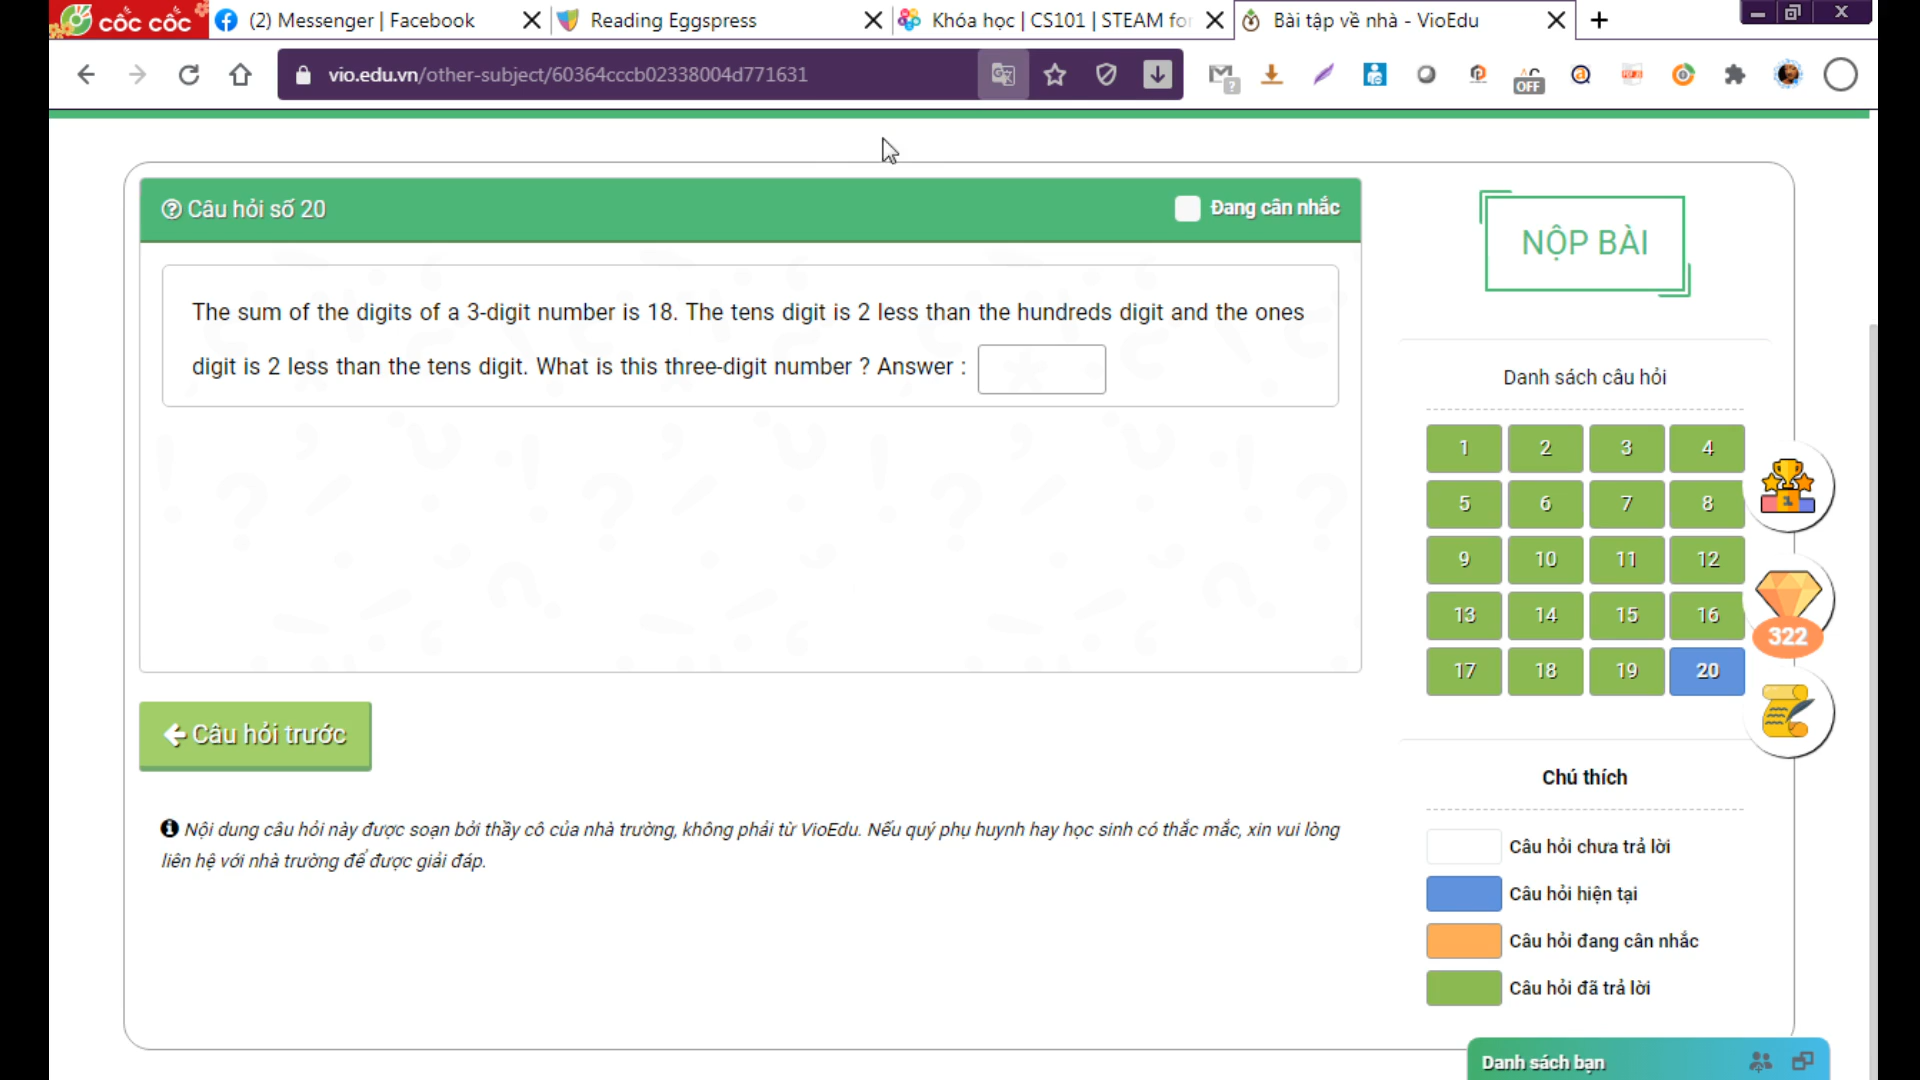 cốc cốc
(2) Messenger | Facebook
Reading Eggspress
Khóa học | CS101 | STEAM for
Bài tập về nhà - VioEdu
vio.edu.vn/other-subject/60364cccb02338004d771631
OFF
Câu hỏi số 20
Đang cân nhắc
The sum of the digits of a 3-digit number is 18. The tens digit is 2 less than the hundreds digit and the ones
digit is 2 less than the tens digit. What is this three-digit number ? Answer :
Câu hỏi trước
Nội dung câu hỏi này được soạn bởi thầy cô của nhà trường, không phải từ VioEdu. Nếu quý phụ huynh hay học sinh có thắc mắc, xin vui lòng
liên hệ với nhà trường để được giải đáp.
NỘP BÀI
Danh sách câu hỏi
1 2 3 4
5 6 7 8
9 10 11 12
13 14 15 16
17 18 19 20
1
322
Chú thích
Câu hỏi chưa trả lời
Câu hỏi hiện tại
Câu hỏi đang cân nhắc
Câu hỏi đã trả lời
Danh sách bạn